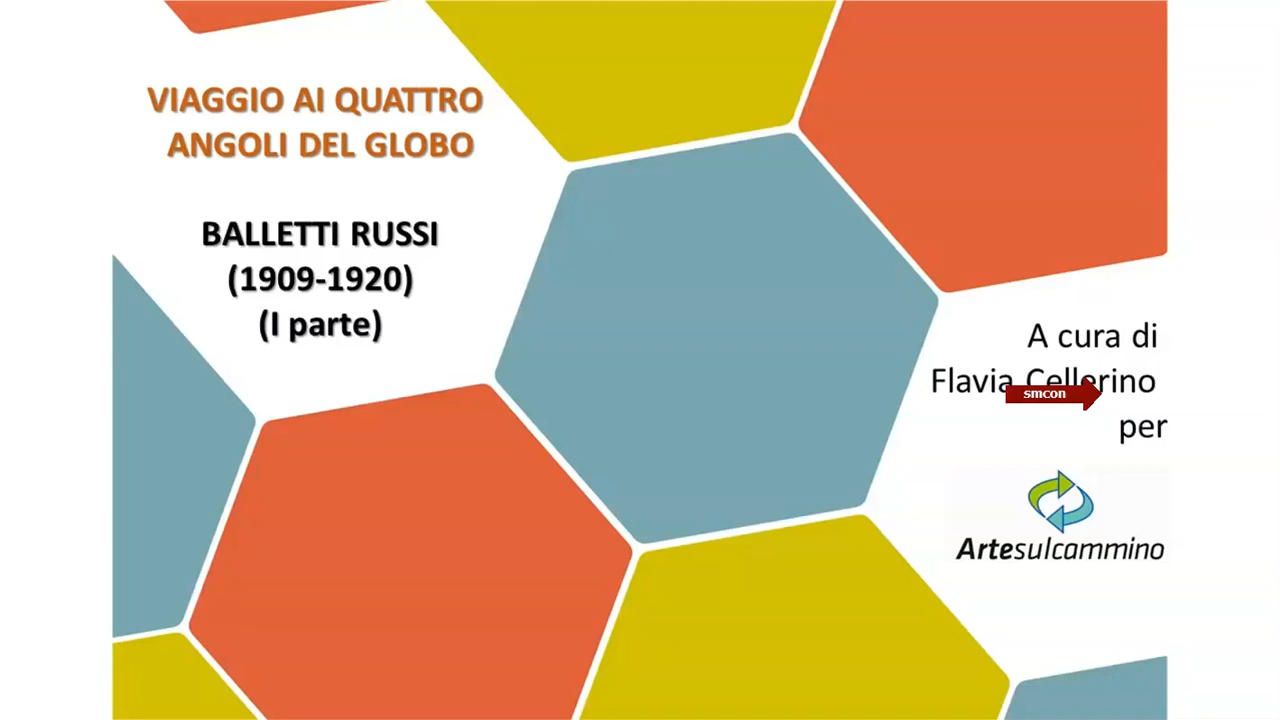 VIAGGIO AI QUATTRO
ANGOLI DEL GLOBO
BALLETTI RUSSI
(1909-1920)
(I parte)
A cura di
Flavia Cellerino
smcon
per
Artesulcammino